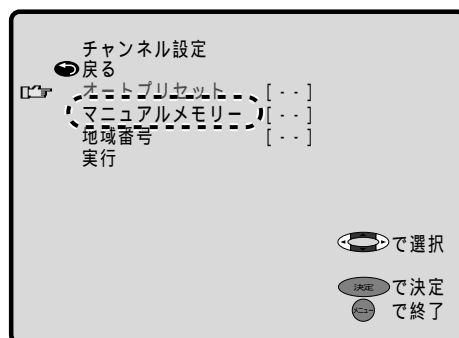 チャンネル設定
戻る
オートプリセット [ - - ]
マニュアルメモリー [ - - ]
地域番号 [ - - ]
実行
で選択
決定 で決定
メニュー で終了